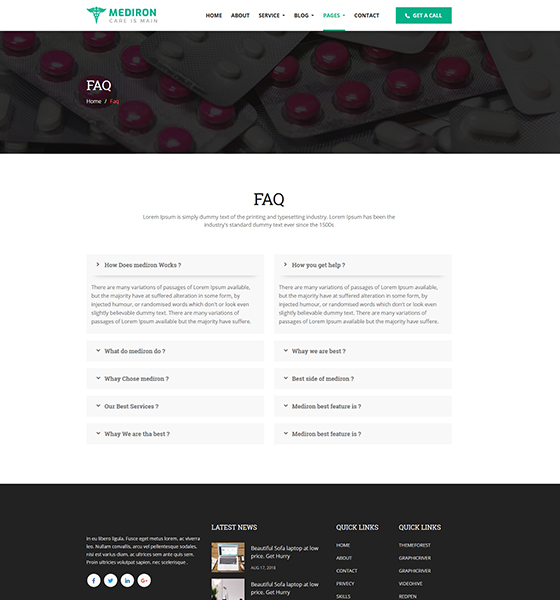 MEDIRON
CARE IS MAIN
HOME ABOUT SERVICE BLOG PAGES CONTACT GET A CALL
FAQ
Home / Faq
FAQ
Lorem Ipsum is simply dummy text of the printing and typesetting industry. Lorem Ipsum has been the
industry's standard dummy text ever since the 1500s
How Does mediron Works ?
There are many variations of passages of Lorem Ipsum available,
but the majority have at suffered alteration in some form, by
injected humour, or randomised words which don't or look even
slightly believable dummy text. There are many variations of
passages of Lorem Ipsum available, but the majority have suffere.
What do mediron do ?
Whay Chose mediron ?
Our Best Services ?
Whay We are tha best ?
How you get help ?
There are many variations of passages of Lorem Ipsum available,
but the majority have at suffered alteration in some form, by
injected humour, or randomised words which don't or look even
slightly believable dummy text. There are many variations of
passages of Lorem Ipsum available, but the majority have suffere.
Whay we are best ?
Best side of mediron ?
Mediron best feature is ?
Mediron best feature is ?
In eu libero ligula. Fusce eget metus lorem, ac viverra
leo. Nullam convallis, arcu vel pellentesque sodales,
nisi est varius diam, ac ultrices sem ante quis sem.
Proin ultricies volutpat sapien, nec scelerisque .
LATEST NEWS
Beautiful Sofa laptop at low
price. Get Hurry
AUG 17, 2018
Beautiful Sofa laptop at low
price. Get Hurry
QUICK LINKS
HOME
ABOUT
CONTACT
PRIVECY
SKILLS
QUICK LINKS
THEMEFOREST
GRAPHICRIVER
GRAPHICRIVER
VIDEOHIVE
REDPEN